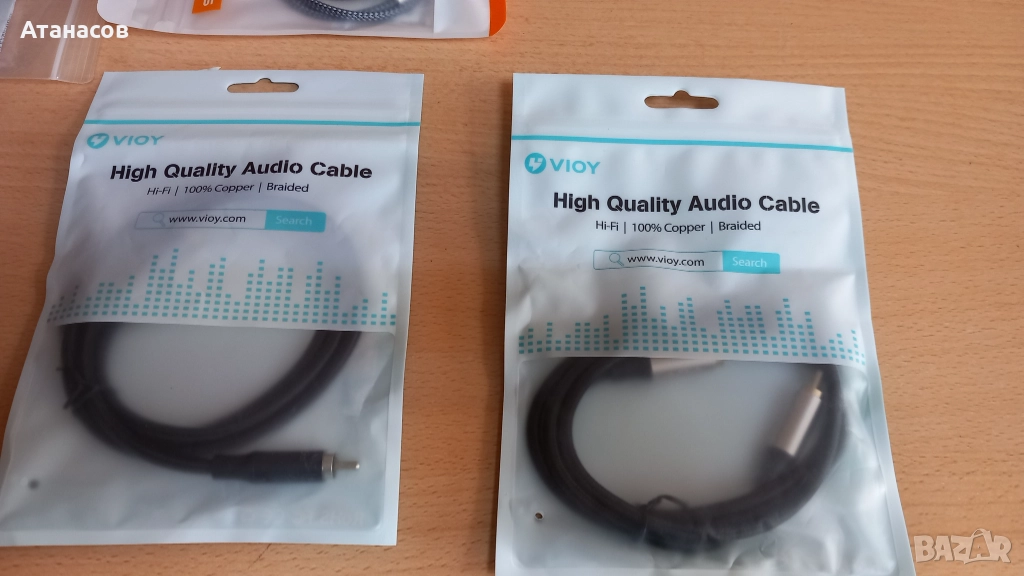 Атанасов
VIOY
High Quality Audio Cable
Hi-Fi | 100% Copper | Braided
www.vioy.com Search
VIOY
High Quality Audio Cable
Hi-Fi | 100% Copper | Braided
www.vioy.com Search
BAZAR